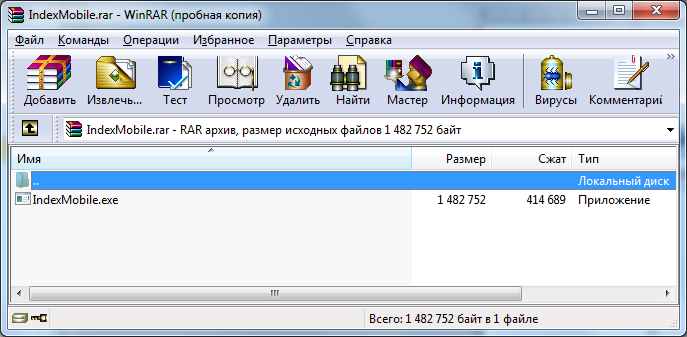 IndexMobile.rar - WinRAR (пробная копия)
Файл Команды Операции Избранное Параметры Справка
Добавить Извлечь... Тест Просмотр Удалить Найти Мастер Информация Вирусы Комментарий
IndexMobile.rar - RAR архив, размер исходных файлов 1 482 752 байт
Имя Размер Сжат Тип
.. Локальный диск
IndexMobile.exe 1 482 752 414 689 Приложение
Всего: 1 482 752 байт в 1 файле